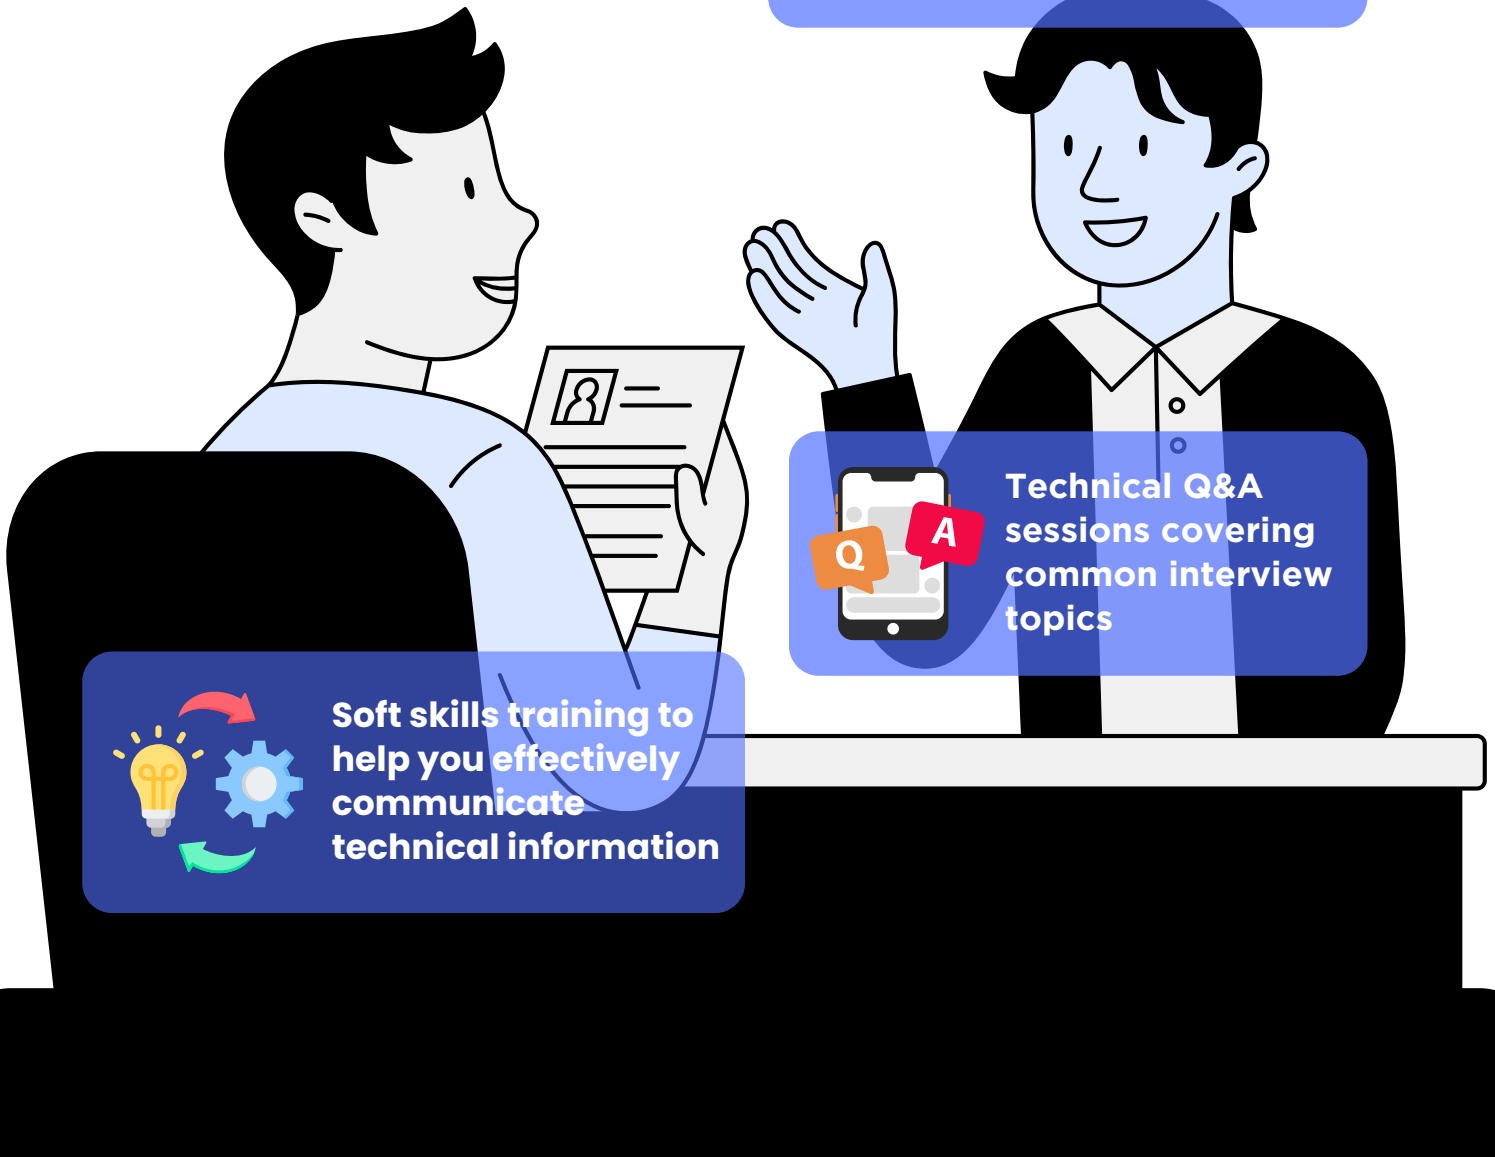 Technical Q&A
sessions covering
common interview
topics
Q
A
Soft skills training to
help you effectively
communicate
technical information